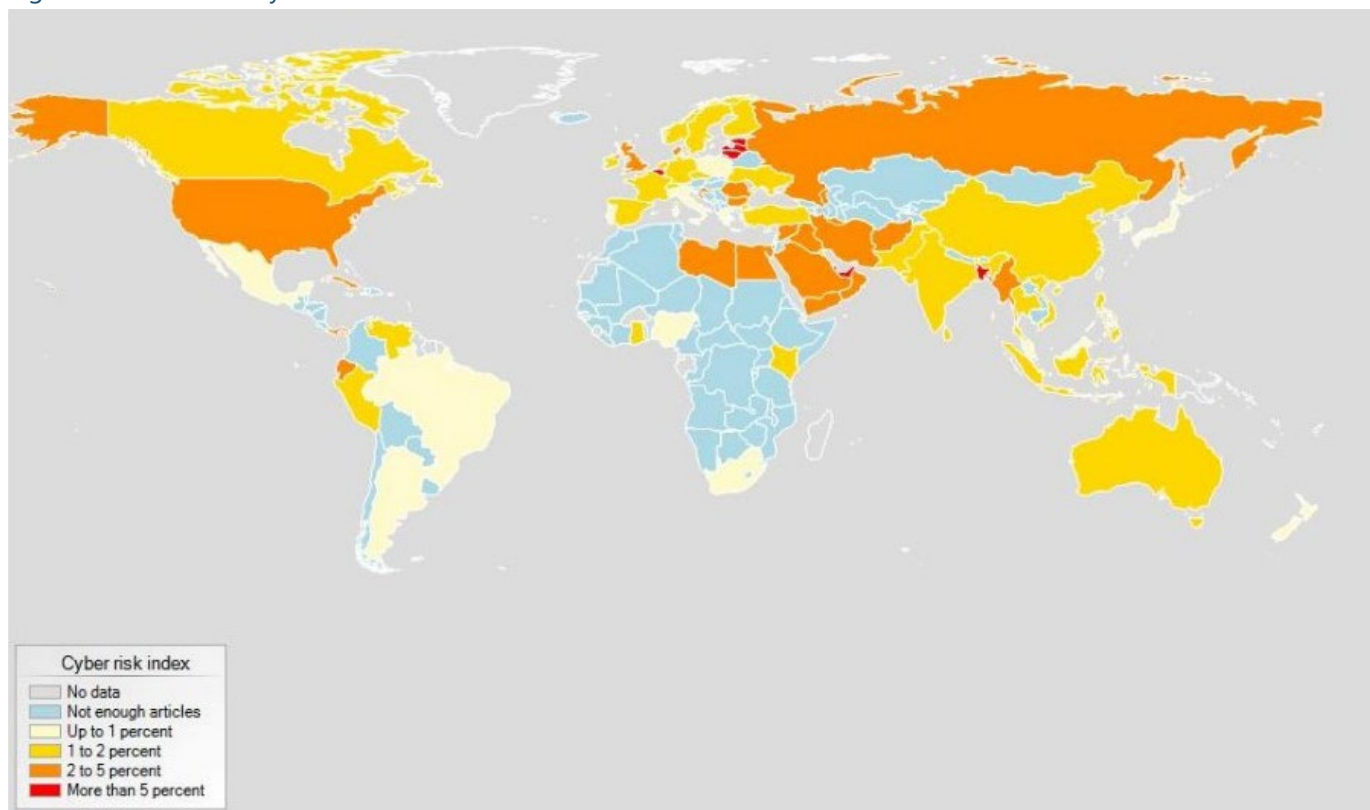 Cyber risk index
No data
Not enough articles
Up to 1 percent
1 to 2 percent
2 to 5 percent
More than 5 percent